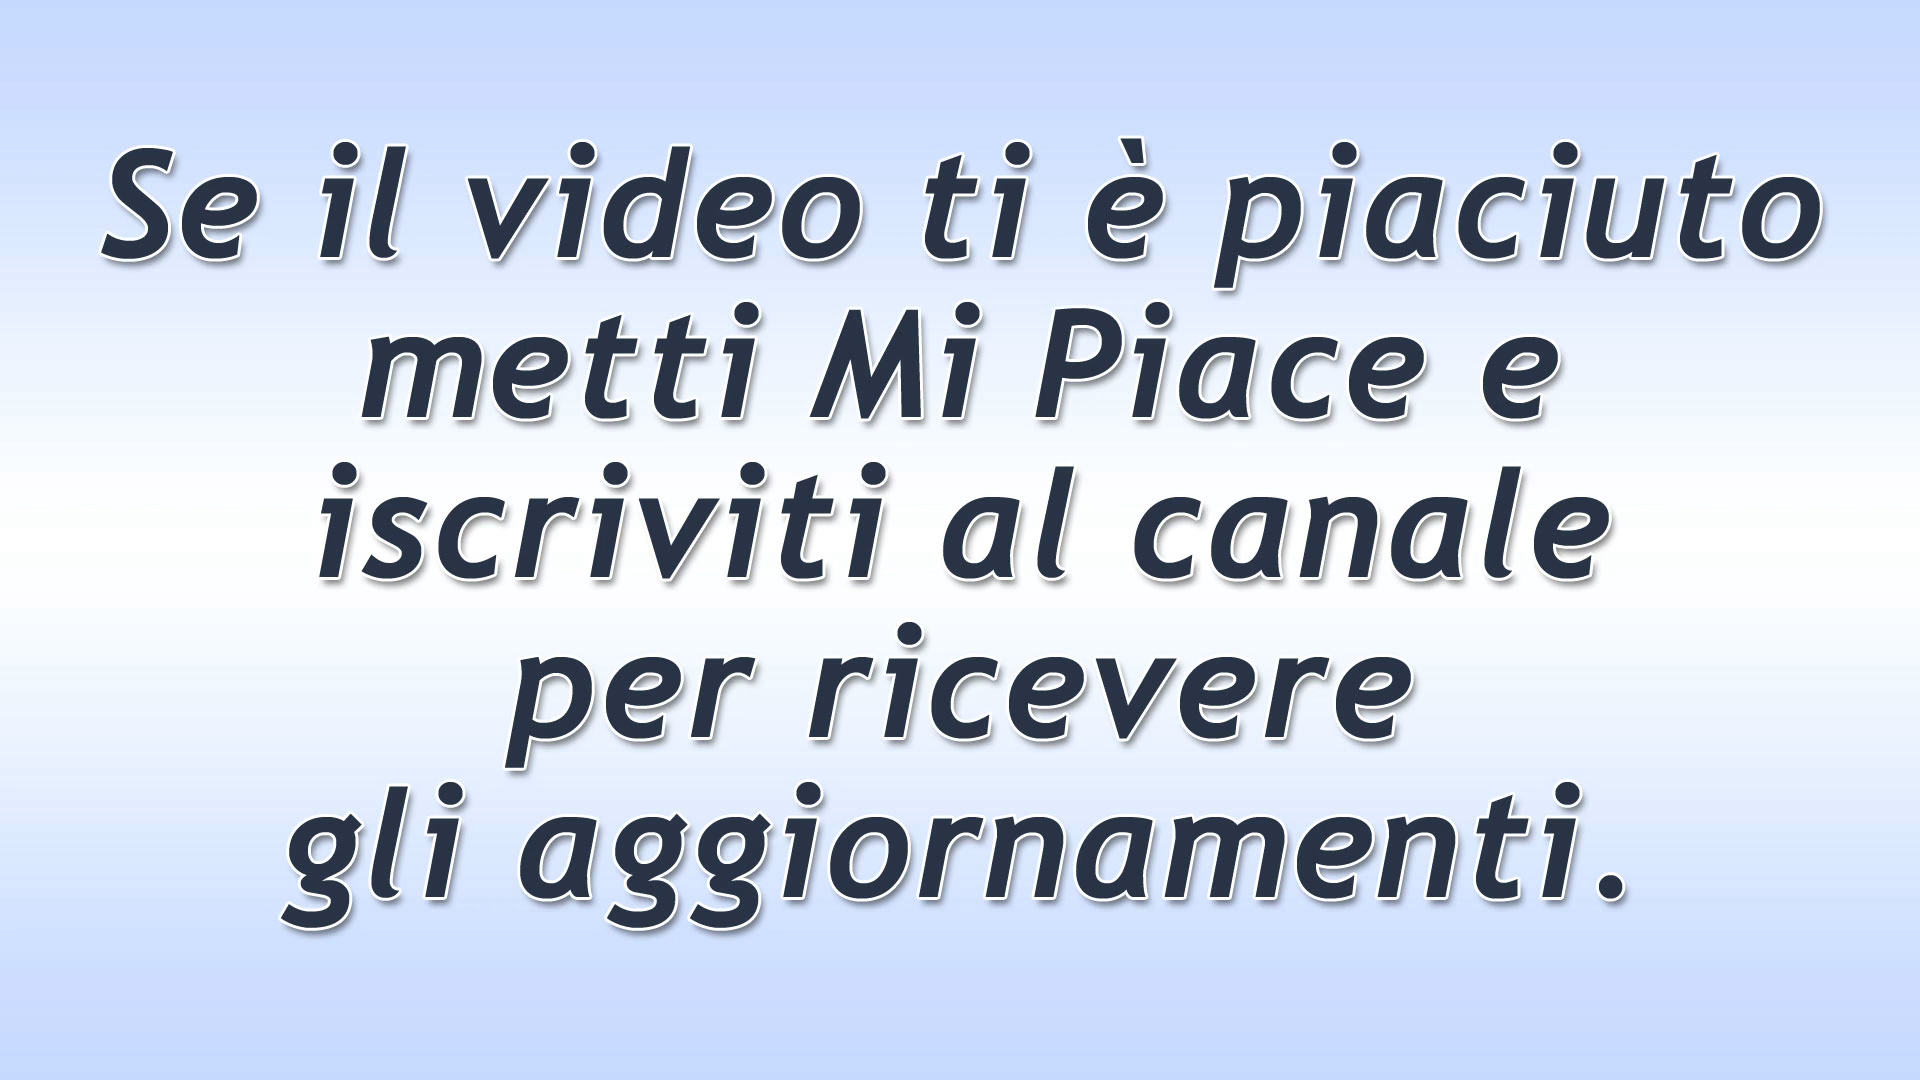 Se il video ti è piaciuto
metti Mi Piace e
iscriviti al canale
per ricevere
gli aggiornamenti.